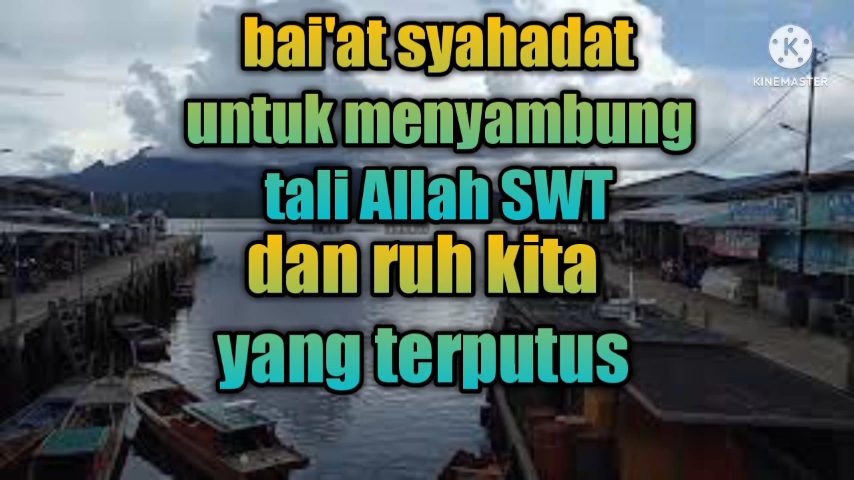 bai'at syahadat
KINEMASTER
untuk menyambung
tali Allah SWT
dan ruh kita
yang terputus